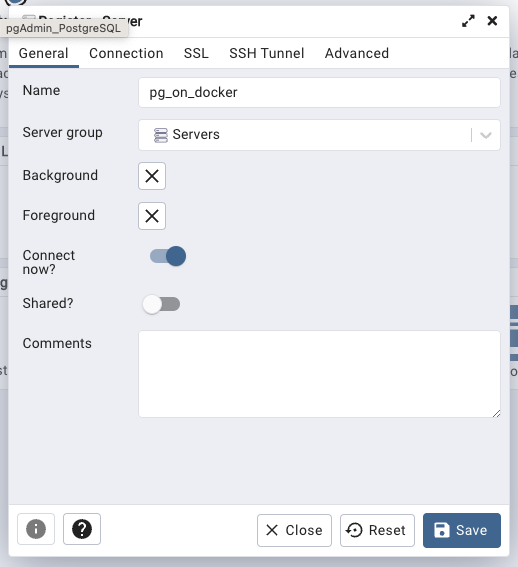 pgAdmin_PostgreSQL
Server
General Connection SSL SSH Tunnel Advanced
Name pg_on_docker
Server group Servers
Background
Foreground
Connect
now?
Shared?
Comments
Close Reset Save